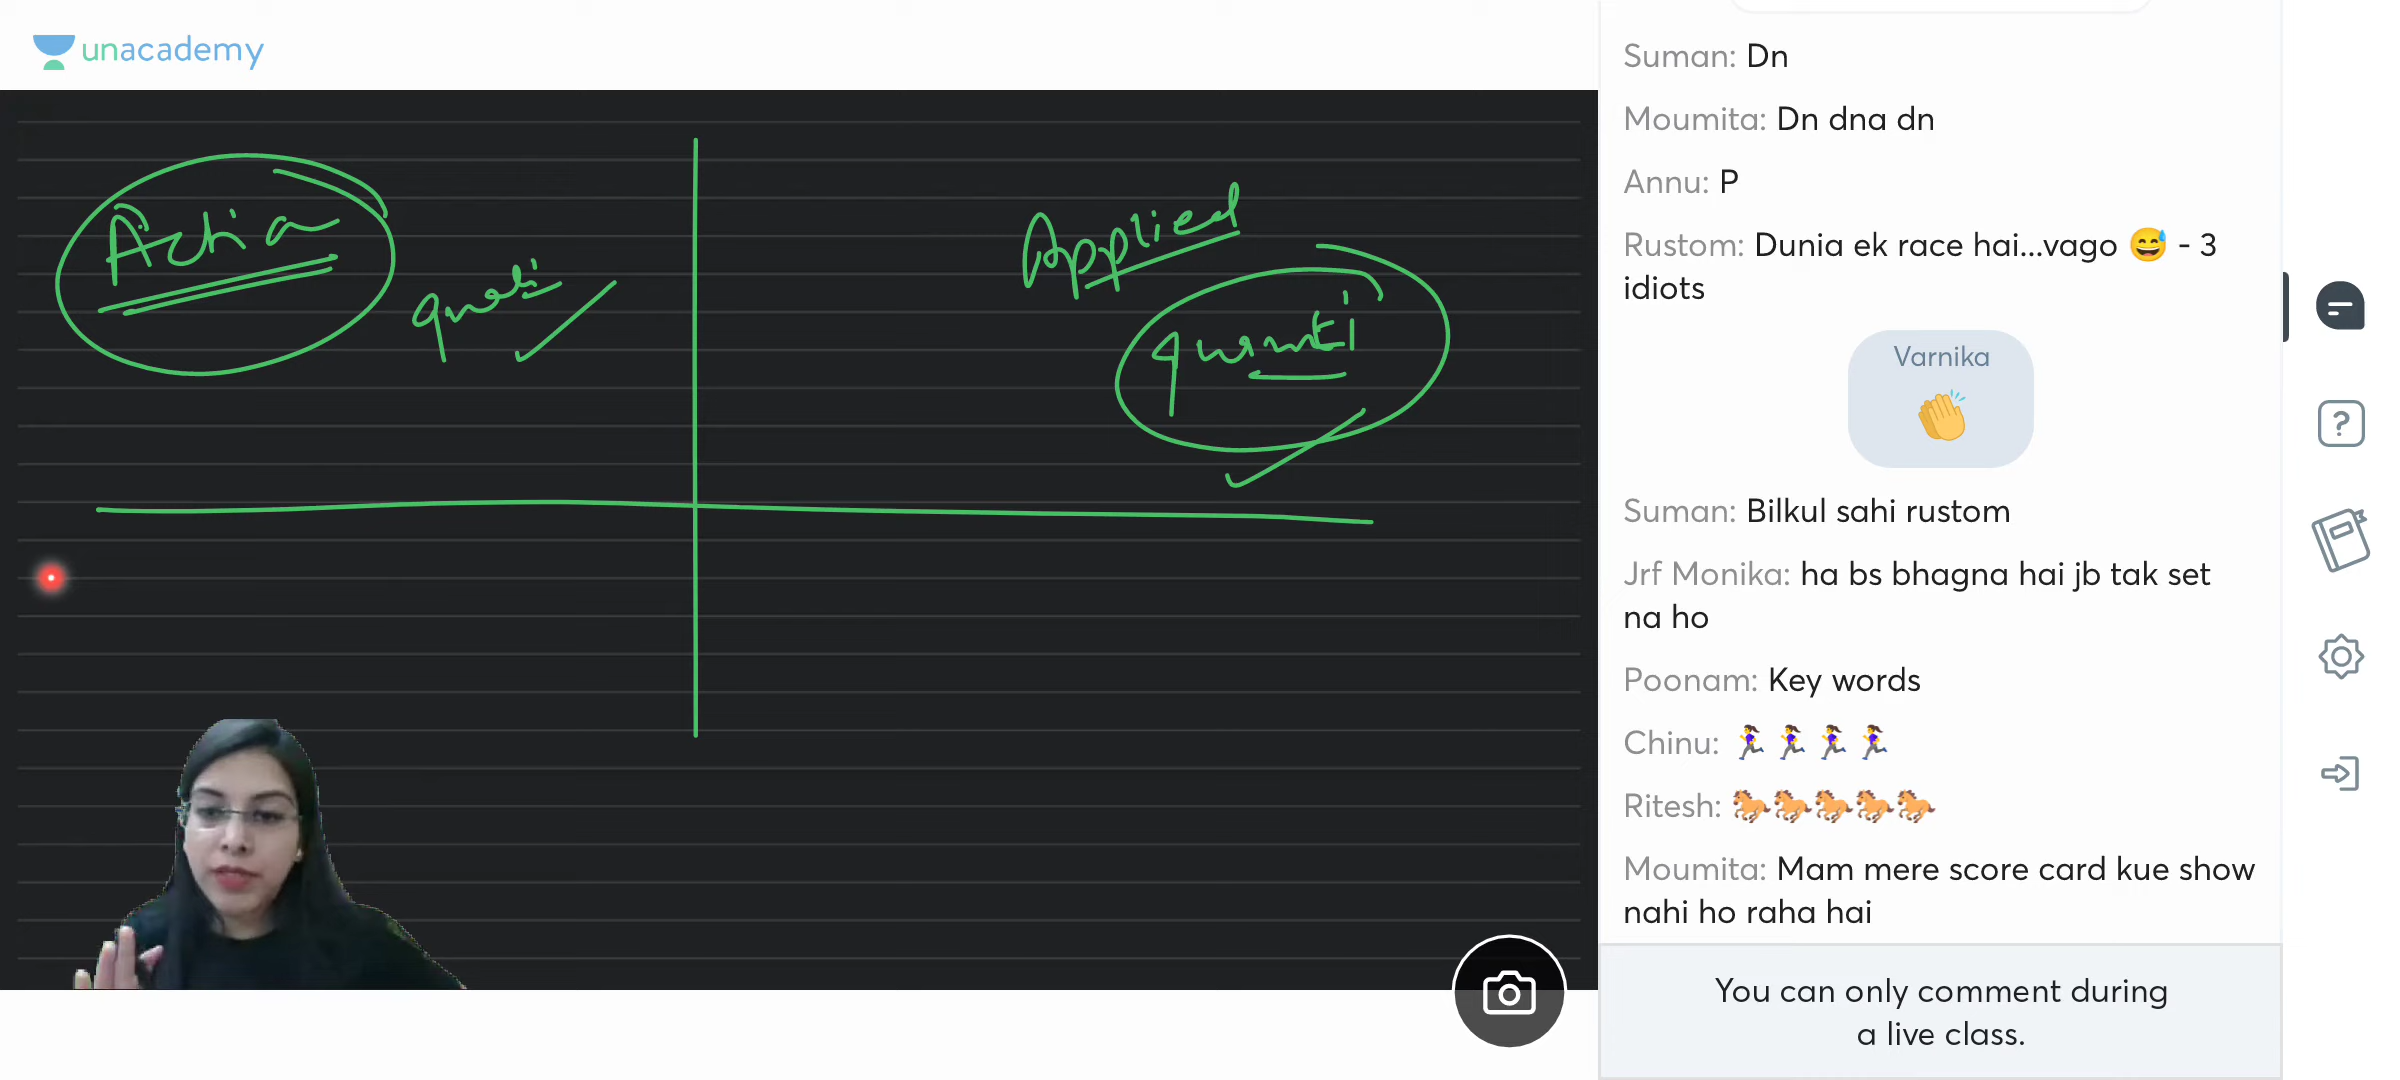 unacademy
Action
quali
Applied
quanti
Suman: Dn
Moumita: Dn dna dn
Annu: P
Rustom: Dunia ek race hai...vago 😅 - 3
idiots
Varnika
👏
Suman: Bilkul sahi rustom
Jrf Monika: ha bs bhagna hai jb tak set
na ho
Poonam: Key words
Chinu: 🏃‍♀️🏃‍♀️🏃‍♀️🏃‍♀️
Ritesh: 🐎🐎🐎🐎🐎
Moumita: Mam mere score card kue show
nahi ho raha hai
You can only comment during
a live class.